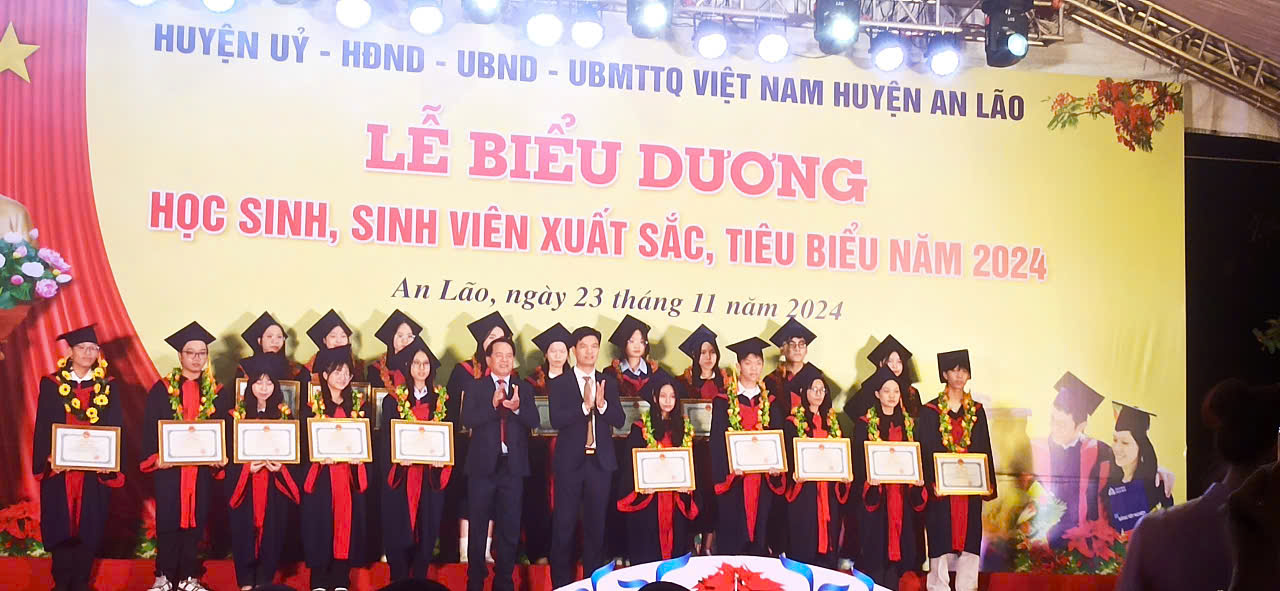 HUYỆN UỶ - HĐND - UBND - UBMTTQ VIỆT NAM HUYỆN AN LÃO
LỄ BIỂU DƯƠNG
HỌC SINH, SINH VIÊN XUẤT SẮC, TIÊU BIỂU NĂM 2024
An Lão, ngày 23 tháng 11 năm 2024